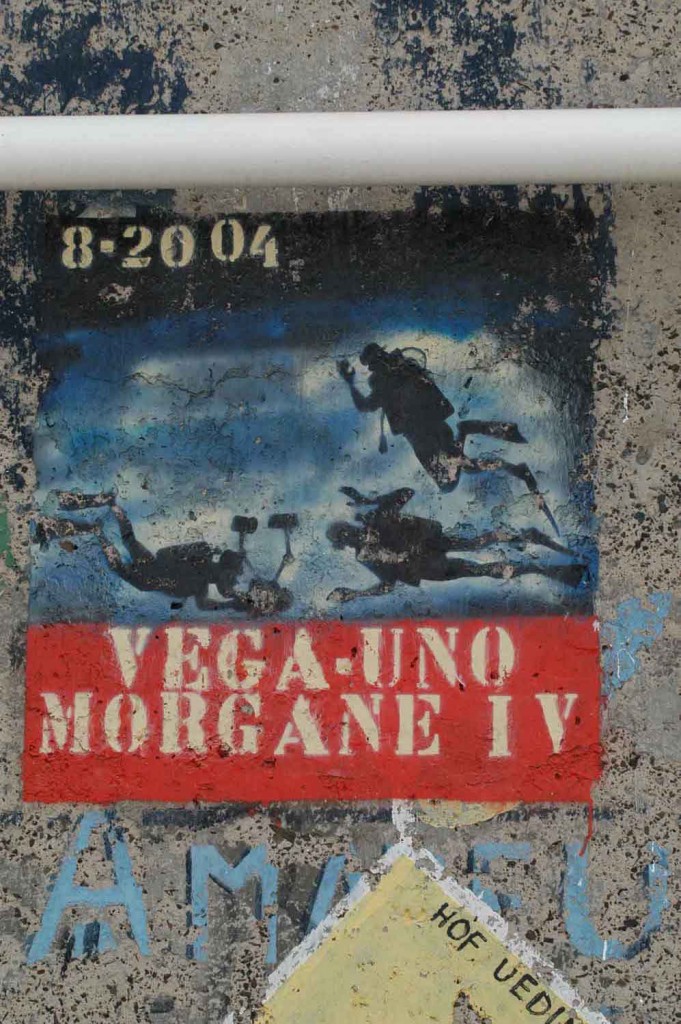 8-20 04
VEGA-UNO
MORGANE IV
HOF